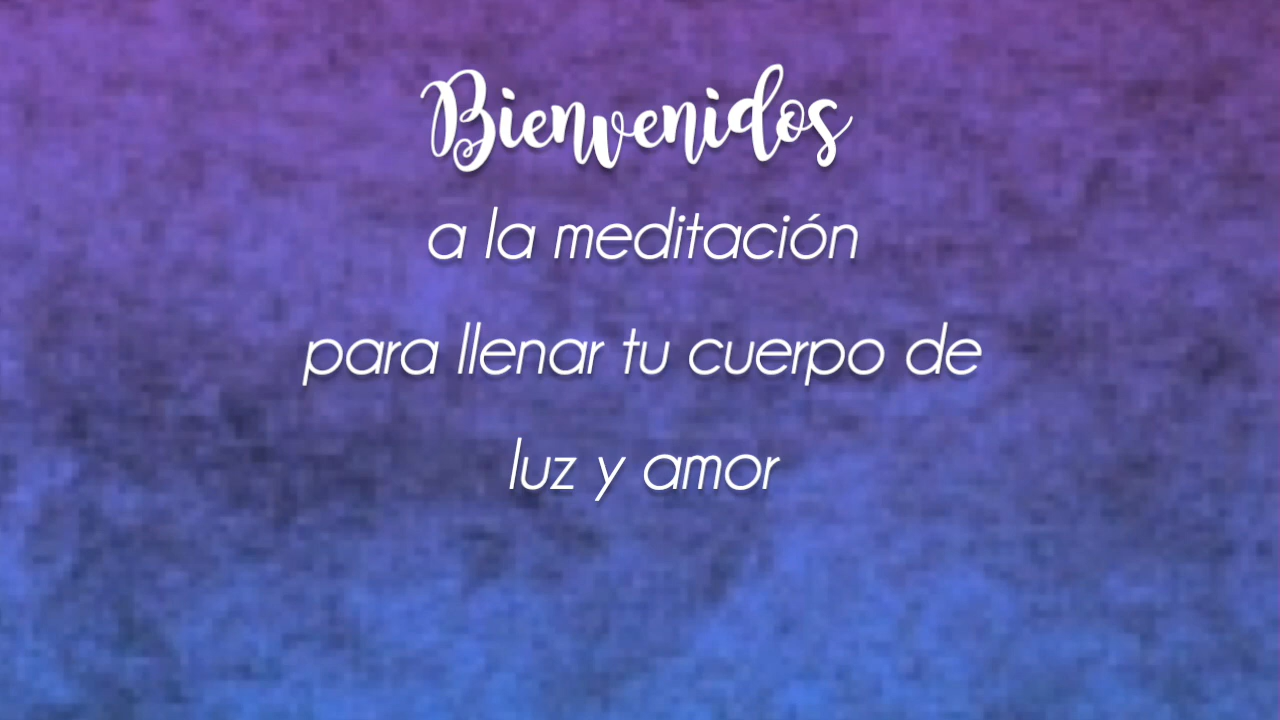 Bienvenidos
a la meditación
para llenar tu cuerpo de
luz y amor